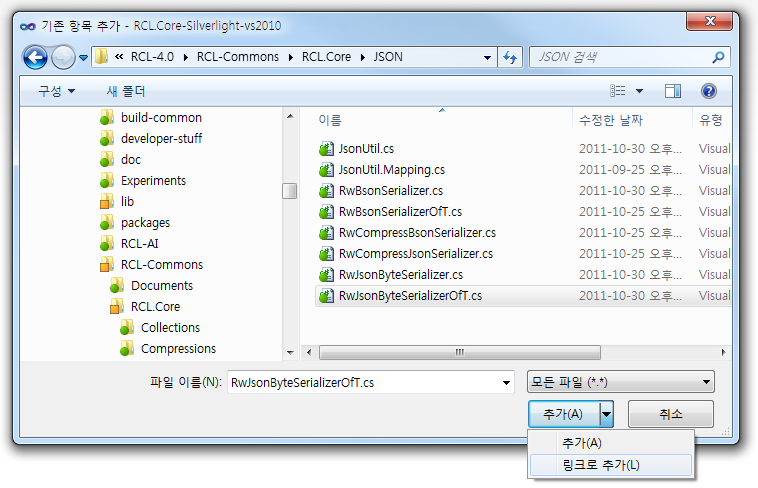 기존 항목 추가 - RCL.Core-Silverlight-vs2010
« RCL-4.0 ▸ RCL-Commons ▸ RCL.Core ▸ JSON
JSON 검색
구성 ▼ 새 폴더
build-common
developer-stuff
doc
Experiments
lib
packages
RCL-AI
RCL-Commons
Documents
RCL.Core
Collections
Compressions
이름 수정한 날짜 유형
JsonUtil.cs 2011-10-30 오후... Visual
JsonUtil.Mapping.cs 2011-09-25 오후... Visual
RwBsonSerializer.cs 2011-10-30 오후... Visual
RwBsonSerializerOfT.cs 2011-10-25 오후... Visual
RwCompressBsonSerializer.cs 2011-10-25 오후... Visual
RwCompressJsonSerializer.cs 2011-10-25 오후... Visual
RwJsonByteSerializer.cs 2011-10-30 오후... Visual
RwJsonByteSerializerOfT.cs 2011-10-30 오후... Visual
파일 이름(N): RwJsonByteSerializerOfT.cs 모든 파일 (*.*)
추가(A) 취소
추가(A)
링크로 추가(L)